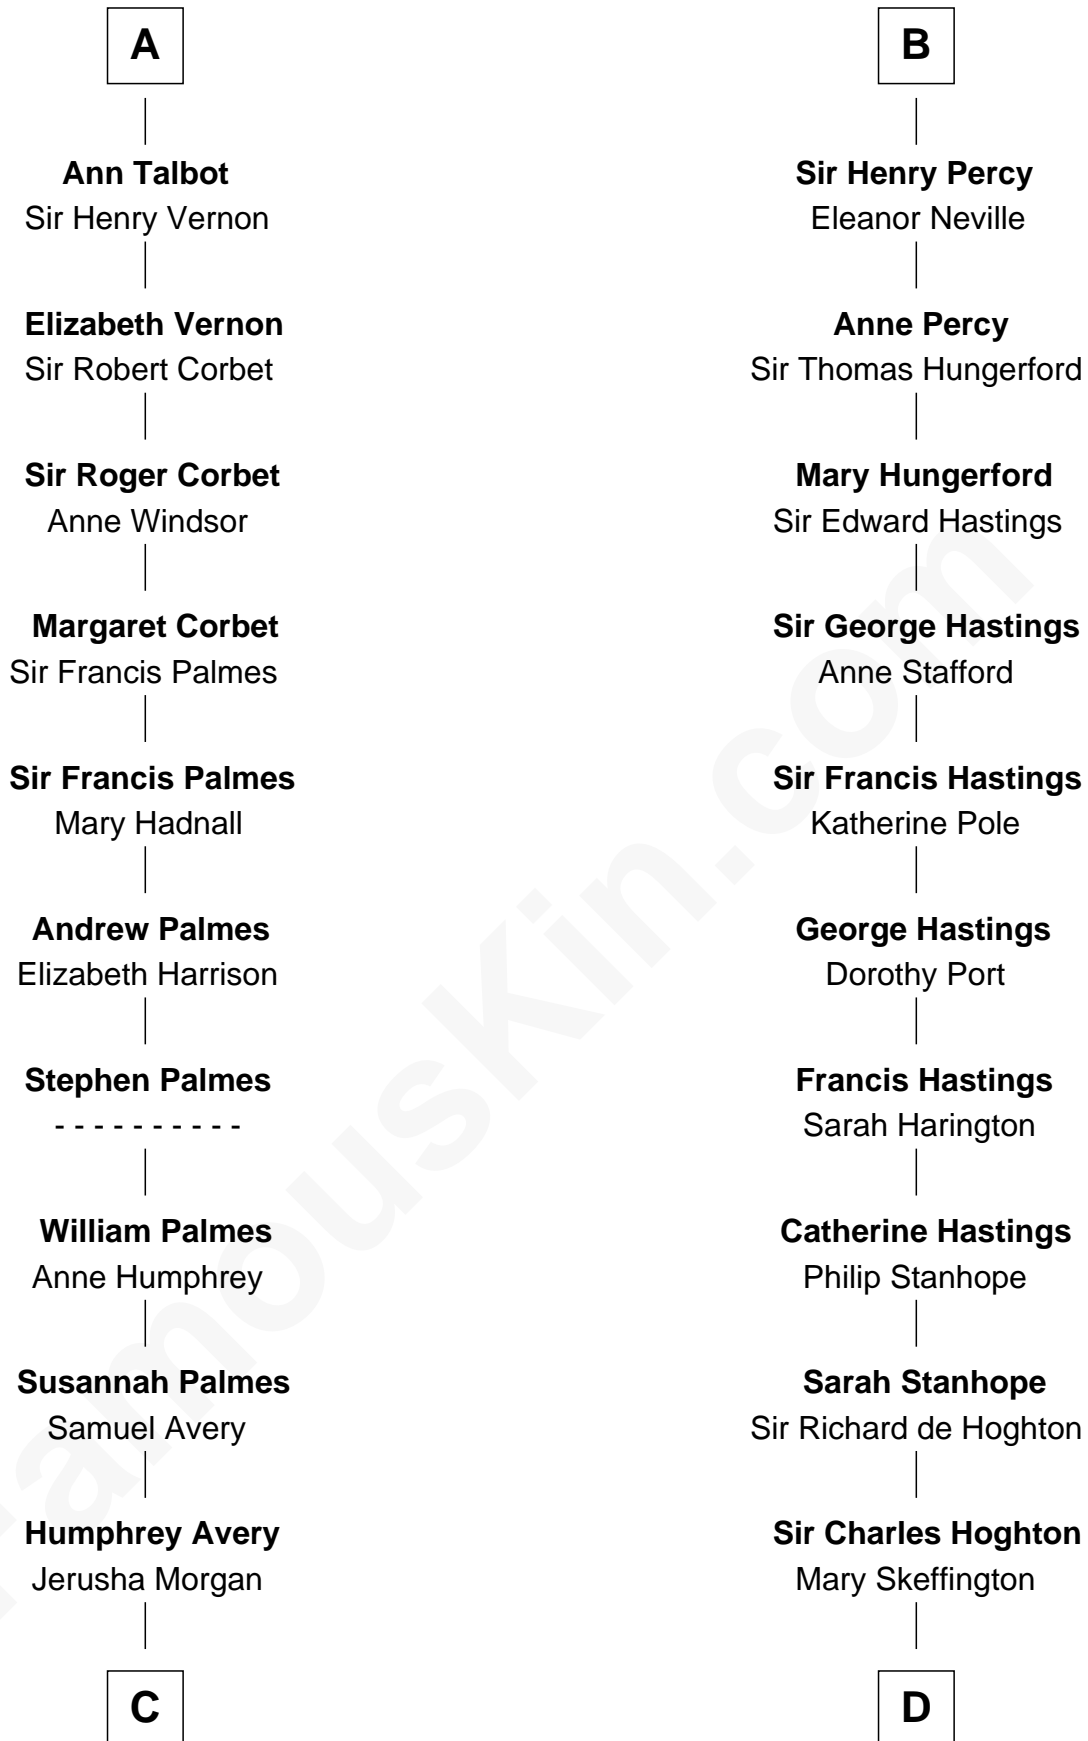 A
Ann Talbot
Sir Henry Vernon
Elizabeth Vernon
Sir Robert Corbet
Sir Roger Corbet
Anne Windsor
Margaret Corbet
Sir Francis Palmes
Sir Francis Palmes
Mary Hadnall
Andrew Palmes
Elizabeth Harrison
Stephen Palmes
- - - - - - - - - -
William Palmes
Anne Humphrey
Susannah Palmes
Samuel Avery
Humphrey Avery
Jerusha Morgan
C
B
Sir Henry Percy
Eleanor Neville
Anne Percy
Sir Thomas Hungerford
Mary Hungerford
Sir Edward Hastings
Sir George Hastings
Anne Stafford
Sir Francis Hastings
Katherine Pole
George Hastings
Dorothy Port
Francis Hastings
Sarah Harington
Catherine Hastings
Philip Stanhope
Sarah Stanhope
Sir Richard de Hoghton
Sir Charles Hoghton
Mary Skeffington
D
FamousKin.com